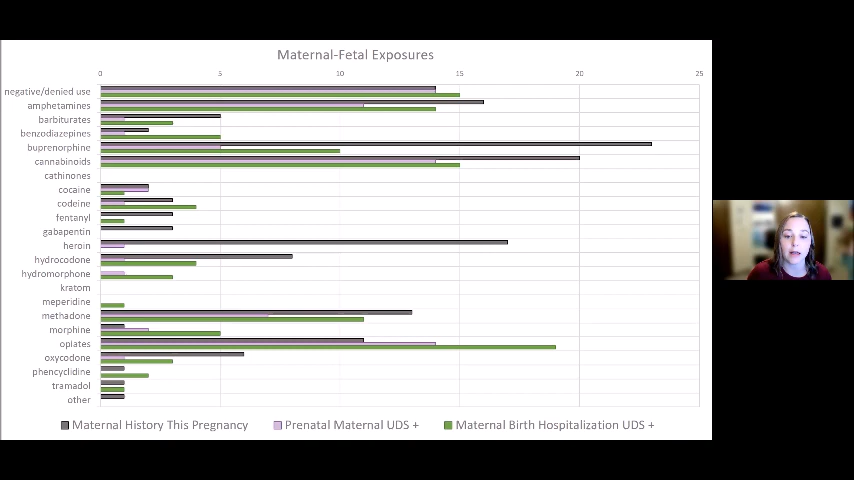 Maternal-Fetal Exposures
0 5 10 15 20 25
negative/denied use
amphetamines
barbiturates
benzodiazepines
buprenorphine
cannabinoids
cathinones
cocaine
codeine
fentanyl
gabapentin
heroin
hydrocodone
hydromorphone
kratom
meperidine
methadone
morphine
opiates
oxycodone
phencyclidine
tramadol
other
Maternal History This Pregnancy Prenatal Maternal UDS + Maternal Birth Hospitalization UDS +